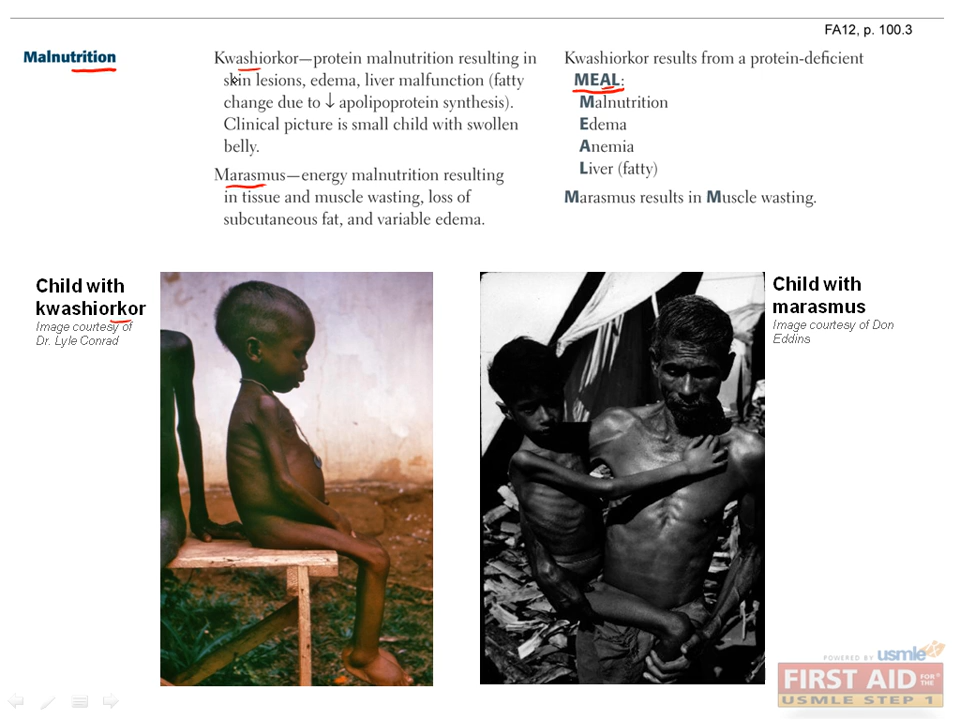 FA12, p. 100.3
Malnutrition
Kwashiorkor—protein malnutrition resulting in
skin lesions, edema, liver malfunction (fatty
change due to ↓ apolipoprotein synthesis).
Clinical picture is small child with swollen
belly.
Marasmus—energy malnutrition resulting
in tissue and muscle wasting, loss of
subcutaneous fat, and variable edema.
Kwashiorkor results from a protein-deficient
MEAL:
Malnutrition
Edema
Anemia
Liver (fatty)
Marasmus results in Muscle wasting.
Child with
kwashiorkor
Image courtesy of
Dr. Lyle Conrad
Child with
marasmus
Image courtesy of Don
Eddins
POWERED BY usmle
FIRST AID FOR THE®
USMLE STEP 1